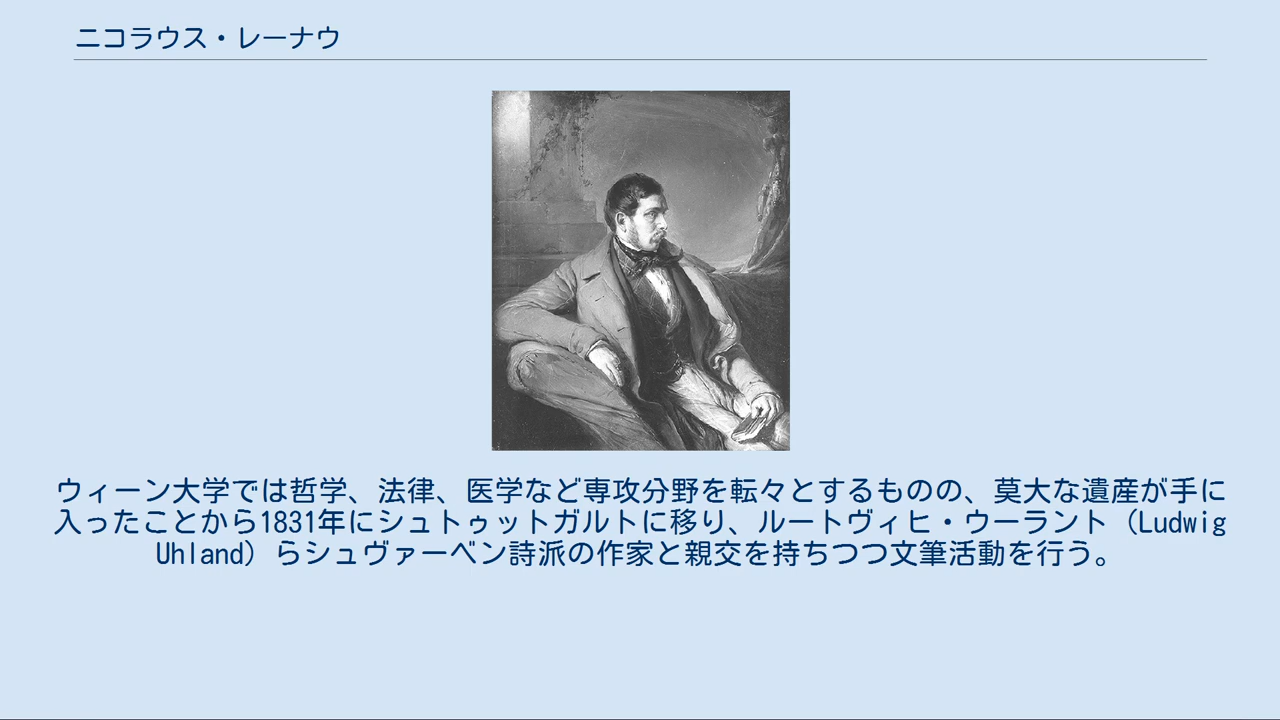 ニコラウス・レーナウ
ウィーン大学では哲学、法律、医学など専攻分野を転々とするものの、莫大な遺産が手に
入ったことから1831年にシュトゥットガルトに移り、ルートヴィヒ・ウーラント（Ludwig
Uhland）らシュヴァーベン詩派の作家と親交を持ちつつ文筆活動を行う。